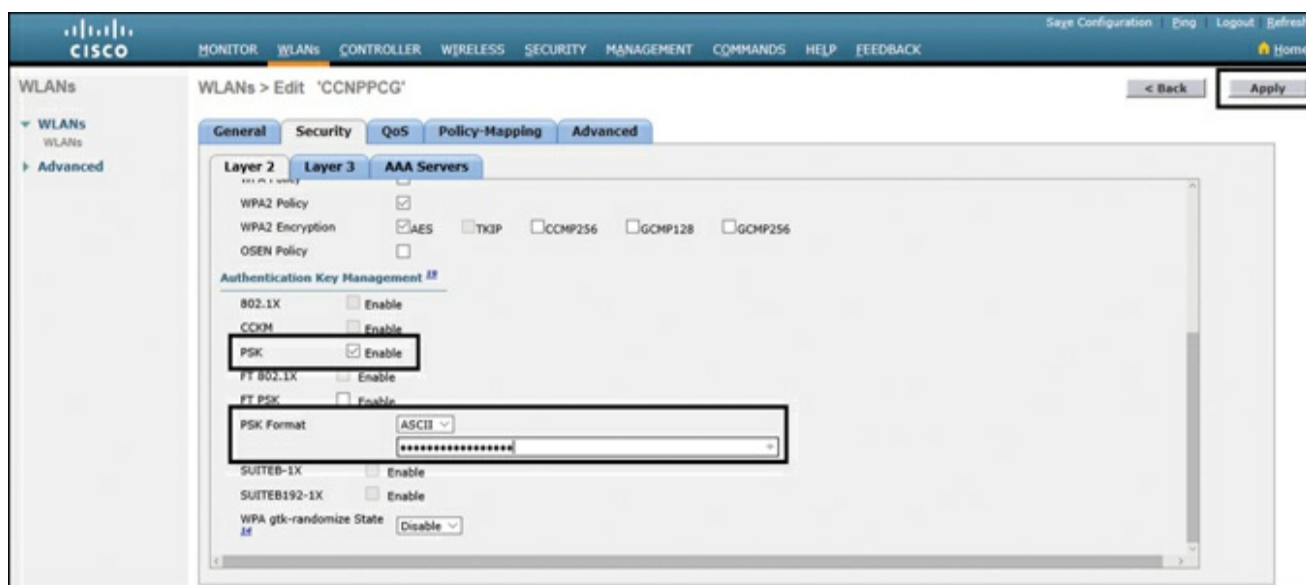 Save Configuration Ping Logout Refresh
CISCO MONITOR WLANs CONTROLLER WIRELESS SECURITY MANAGEMENT COMMANDS HELP FEEDBACK Home
WLANs WLANs > Edit 'CCNPPCG' < Back Apply
WLANs
WLANs
Advanced
General Security QoS Policy-Mapping Advanced
Layer 2 Layer 3 AAA Servers
WPA Policy
WPA2 Policy
WPA2 Encryption AES TKIP CCMP256 GCMP128 GCMP256
OSEN Policy
Authentication Key Management 19
802.1X Enable
CCKM Enable
PSK Enable
FT 802.1X Enable
FT PSK Enable
PSK Format ASCII
•••••••••••••••••
SUITEB-1X Enable
SUITEB192-1X Enable
WPA gtk-randomize State Disable
14